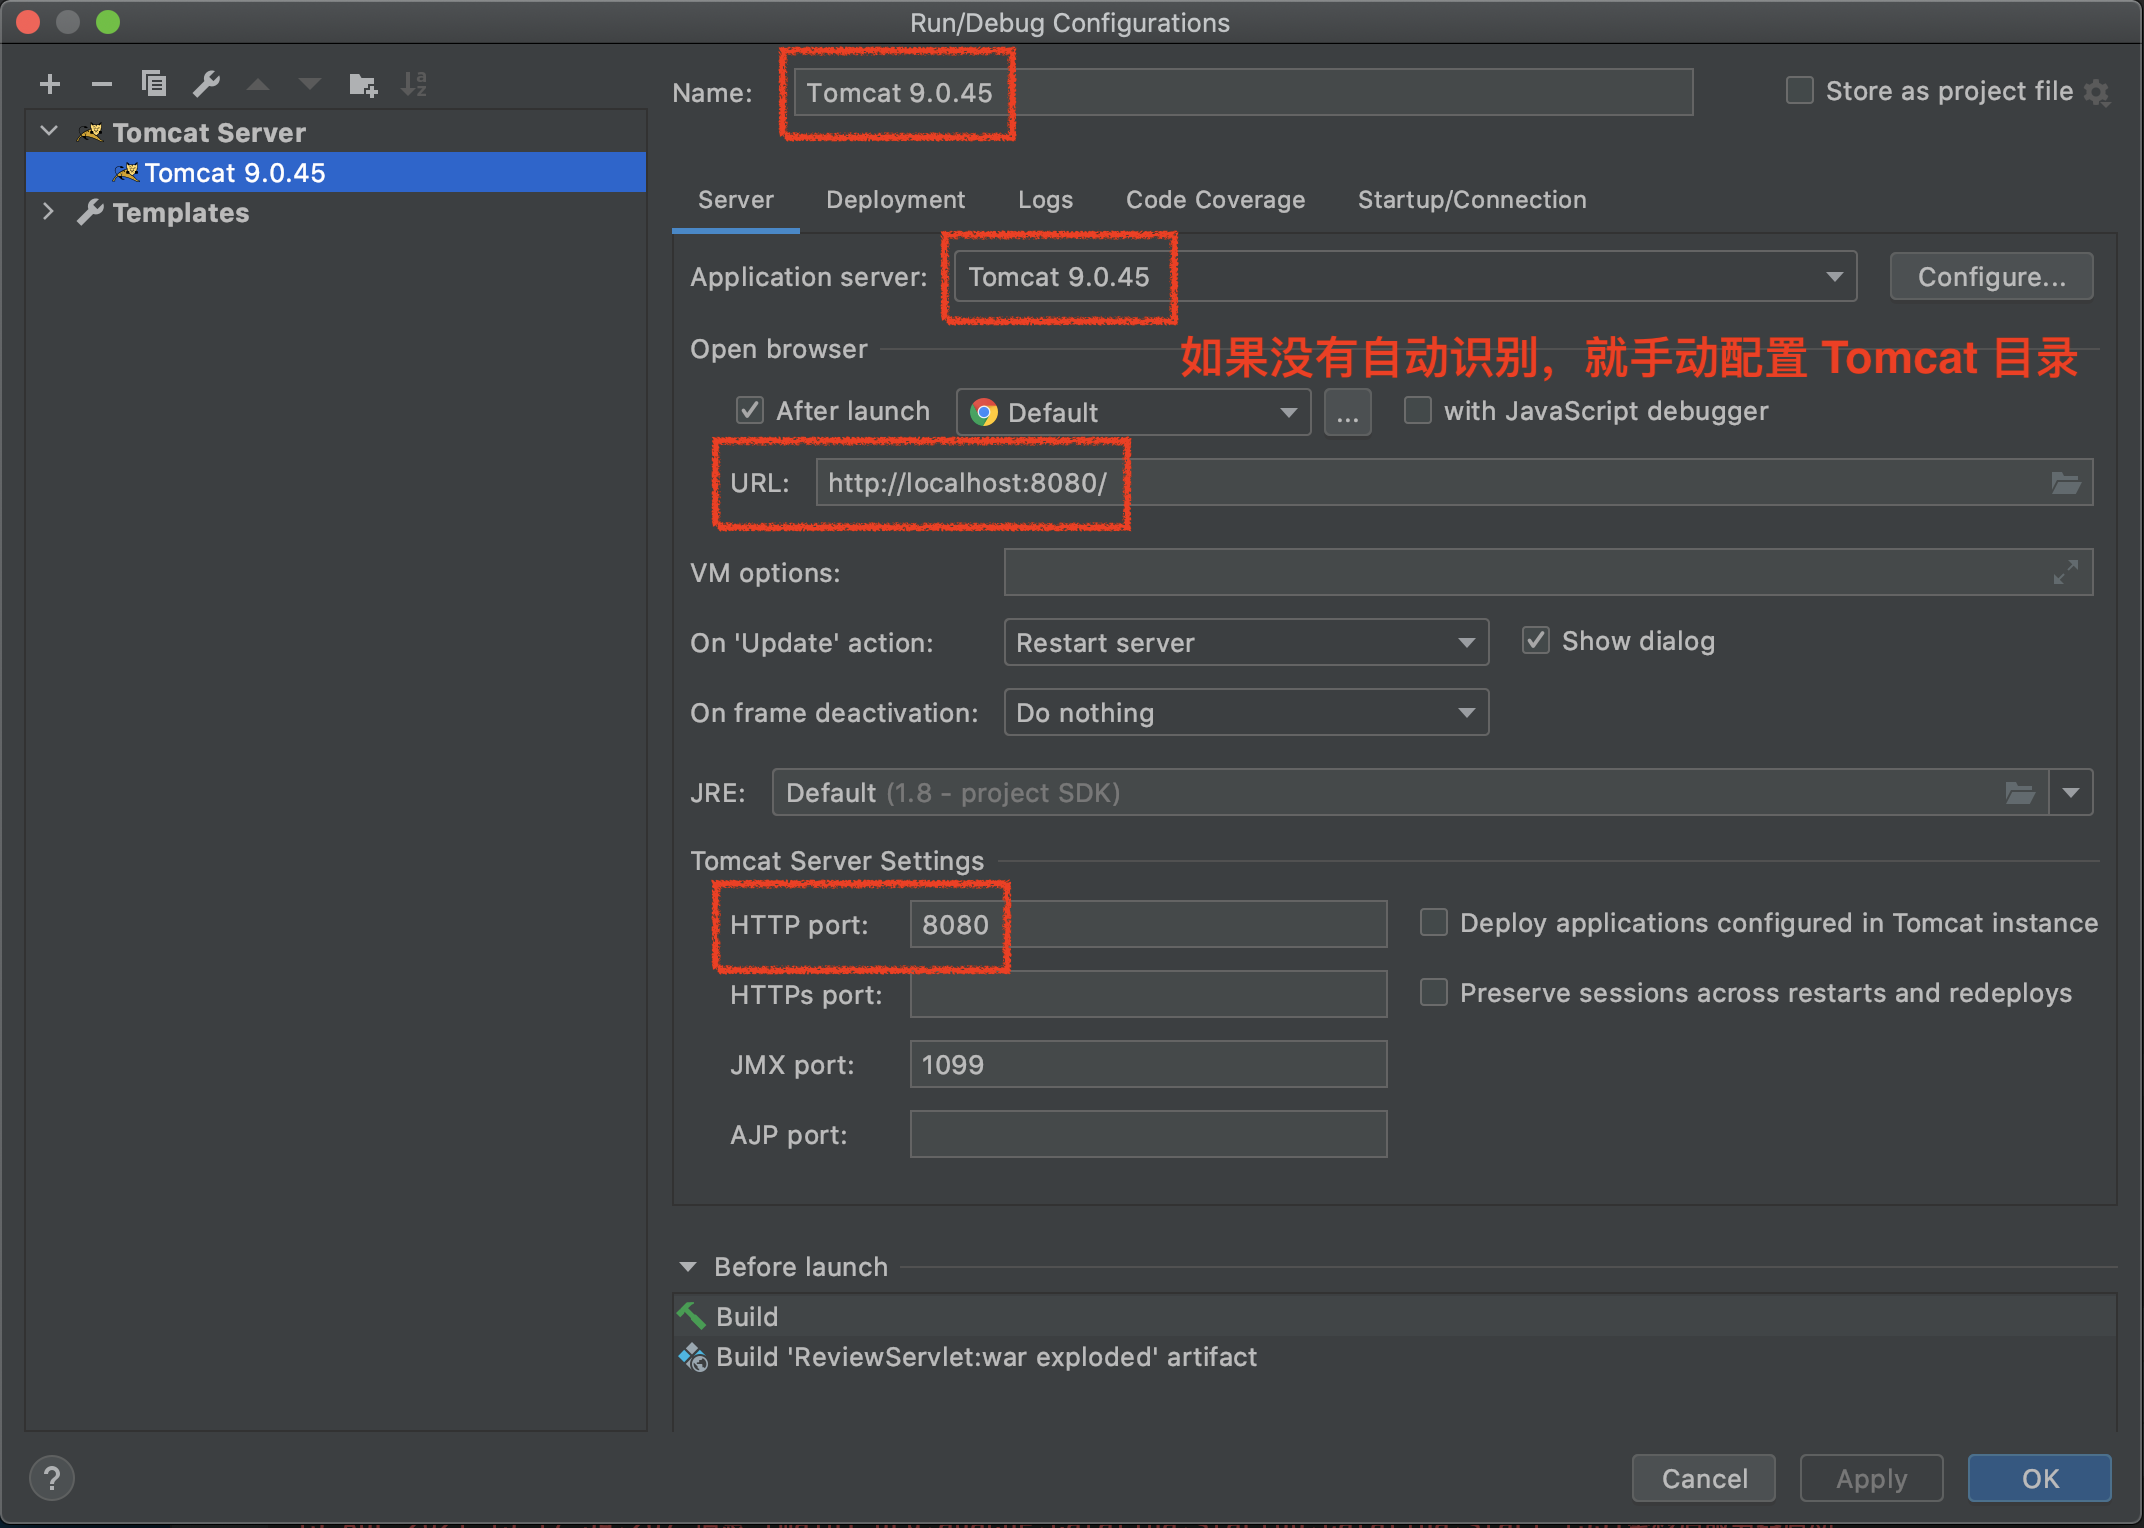 Run/Debug Configurations
Tomcat Server
Tomcat 9.0.45
Templates
Name: Tomcat 9.0.45 Store as project file
Server Deployment Logs Code Coverage Startup/Connection
Application server: Tomcat 9.0.45 Configure...
如果没有自动识别，就手动配置 Tomcat 目录
Open browser
After launch Default ... with JavaScript debugger
URL: http://localhost:8080/
VM options:
On 'Update' action: Restart server Show dialog
On frame deactivation: Do nothing
JRE: Default (1.8 - project SDK)
Tomcat Server Settings
HTTP port: 8080 Deploy applications configured in Tomcat instance
HTTPs port: Preserve sessions across restarts and redeploys
JMX port: 1099
AJP port:
Before launch
Build
Build 'ReviewServlet:war exploded' artifact
? Cancel Apply OK